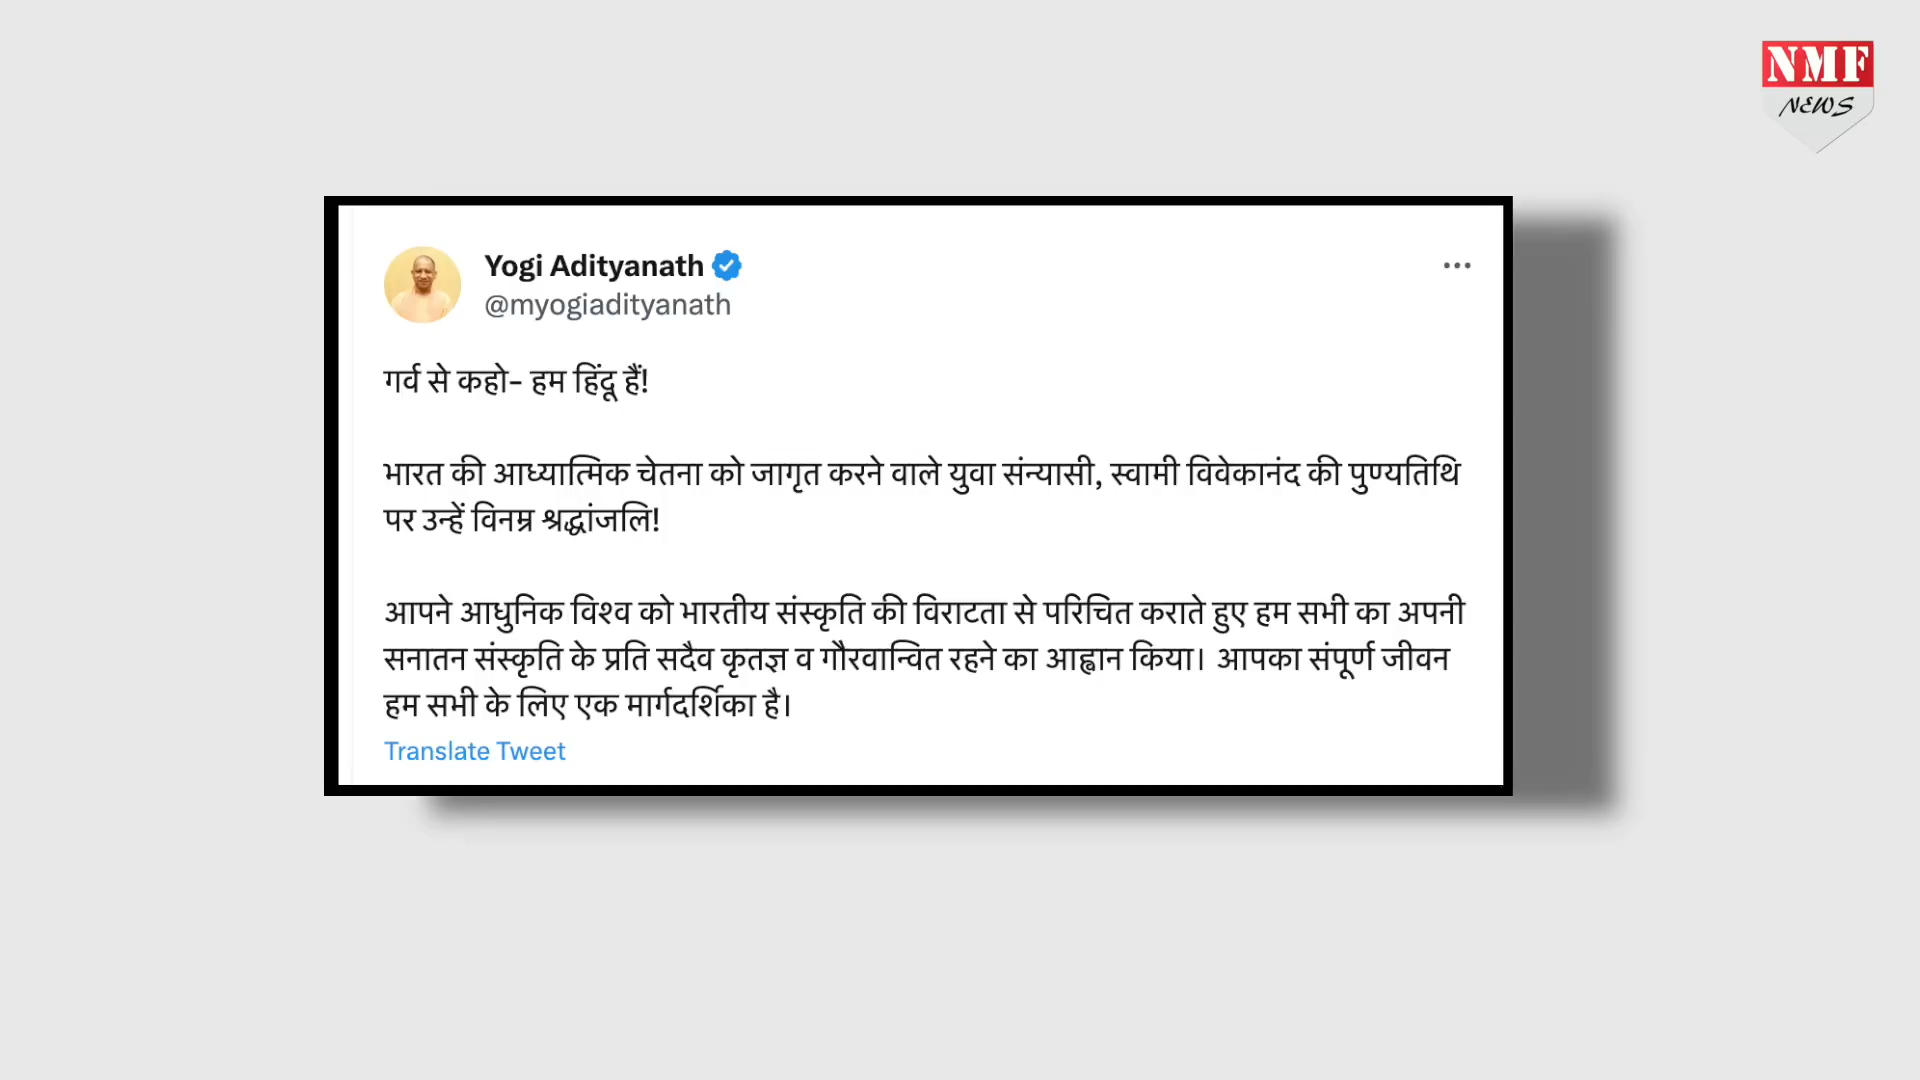 NMF
NEWS
Yogi Adityanath
@myogiadityanath
गर्व से कहो- हम हिंदू हैं!
भारत की आध्यात्मिक चेतना को जागृत करने वाले युवा संन्यासी, स्वामी विवेकानंद की पुण्यतिथि
पर उन्हें विनम्र श्रद्धांजलि!
आपने आधुनिक विश्व को भारतीय संस्कृति की विराटता से परिचित कराते हुए हम सभी का अपनी
सनातन संस्कृति के प्रति सदैव कृतज्ञ व गौरवान्वित रहने का आह्वान किया। आपका संपूर्ण जीवन
हम सभी के लिए एक मार्गदर्शिका है।
Translate Tweet